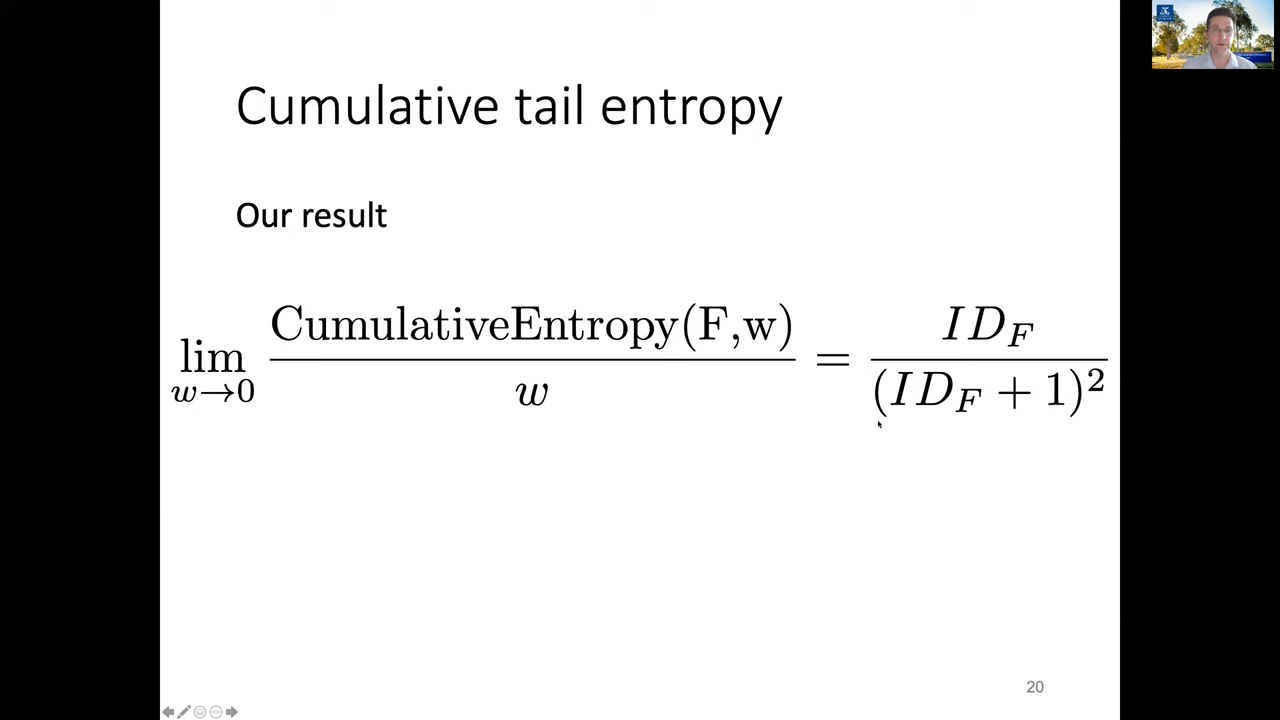 Cumulative tail entropy
Our result
lim w→0 CumulativeEntropy(F,w) / w = ID_F / (ID_F + 1)²
20